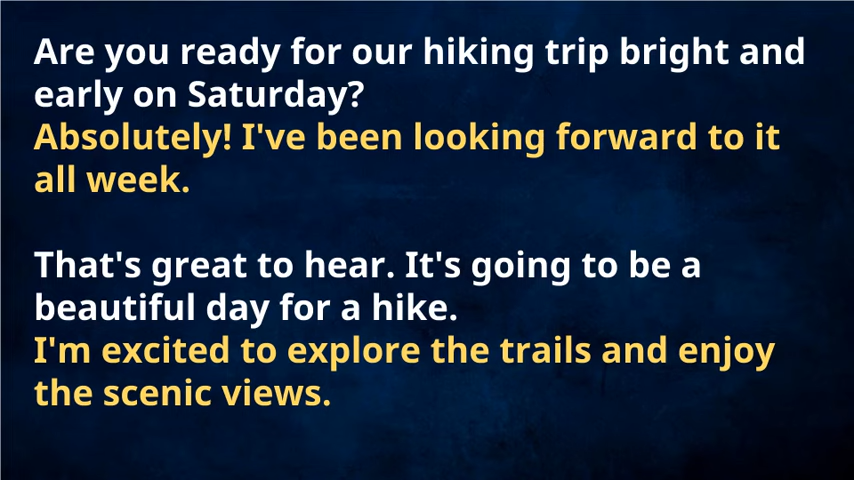 Are you ready for our hiking trip bright and
early on Saturday?
Absolutely! I've been looking forward to it
all week.
That's great to hear. It's going to be a
beautiful day for a hike.
I'm excited to explore the trails and enjoy
the scenic views.